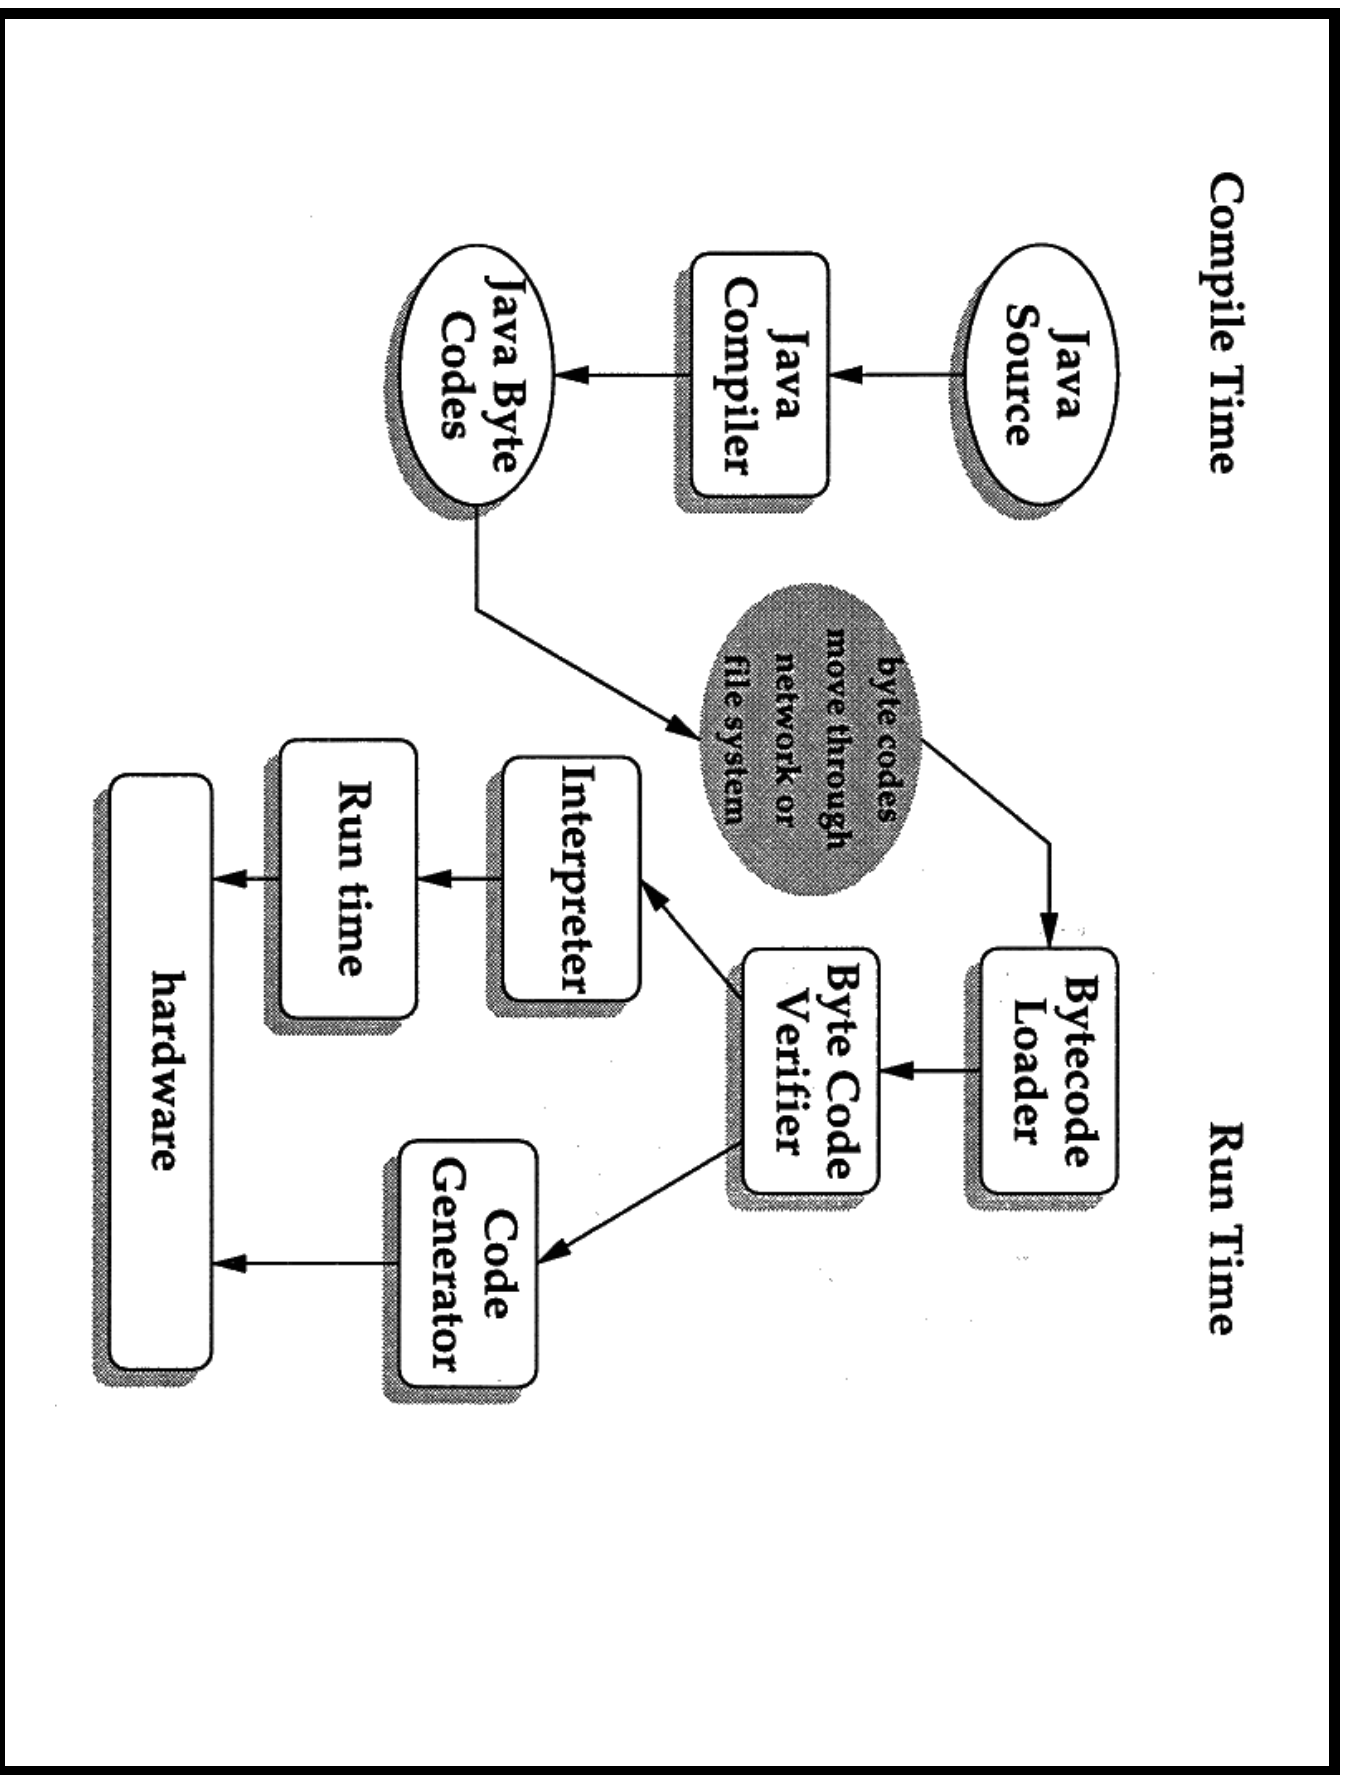 Compile Time
Run Time
Java
Source
Java
Compiler
Java Byte
Codes
byte codes
move through
network or
file system
Bytecode
Loader
Byte Code
Verifier
Interpreter
Run time
Code
Generator
hardware